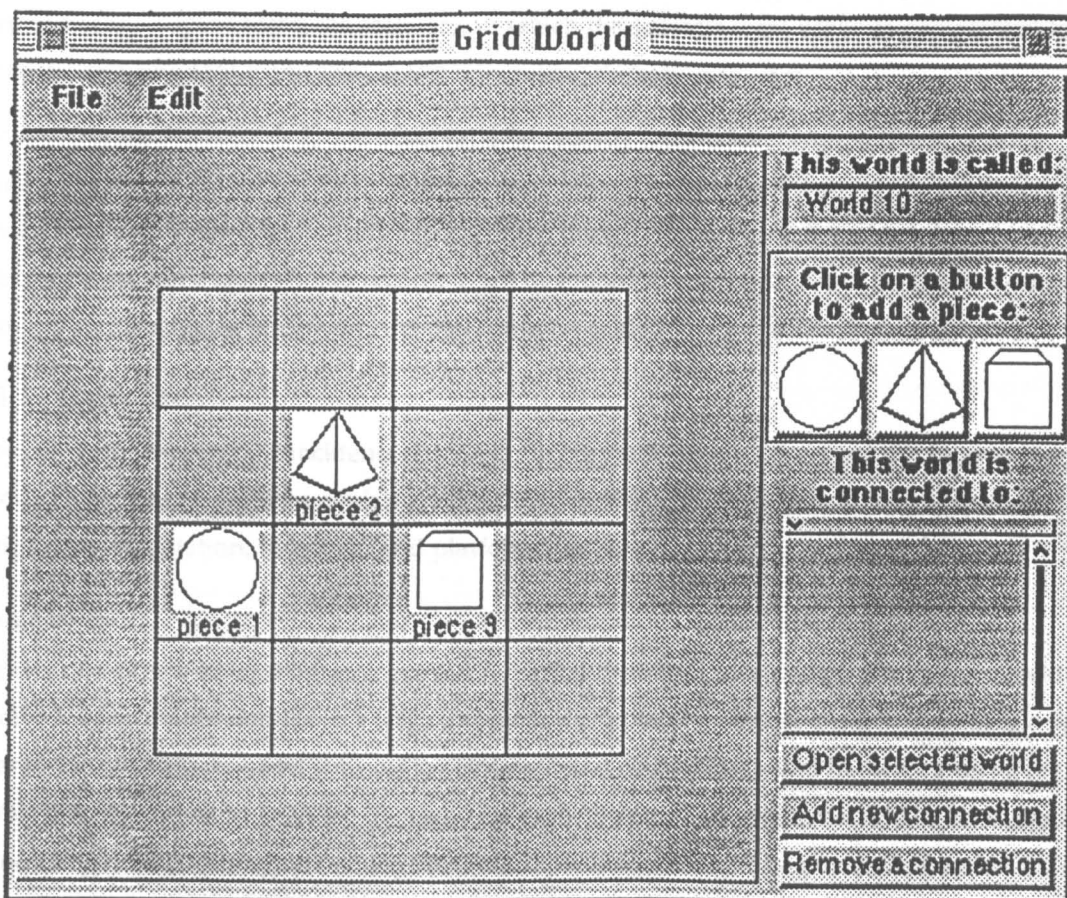 Grid World
File Edit
This world is called:
World 10
Click on a button
to add a piece:
This world is
connected to:
piece 2
piece 1 piece 3
Open selected world
Add new connection
Remove a connection